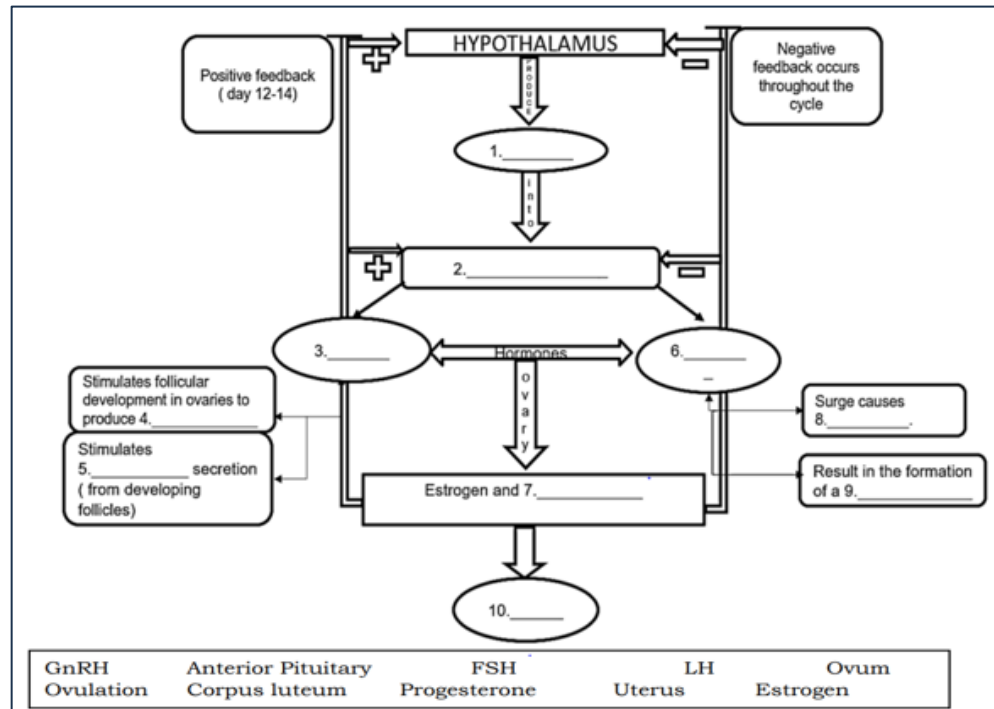 HYPOTHALAMUS
Positive feedback
( day 12-14)
Negative
feedback occurs
throughout the
cycle
PRODUCE
1.________
into
2.________________
3._______
Hormones
6._______
_
ovary
Stimulates follicular
development in ovaries to
produce 4.____________
Stimulates
5.__________ secretion
( from developing
follicles)
Surge causes
8.__________.
Result in the formation
of a 9._____________
Estrogen and 7.____________
10.______
GnRH Anterior Pituitary FSH LH Ovum
Ovulation Corpus luteum Progesterone Uterus Estrogen